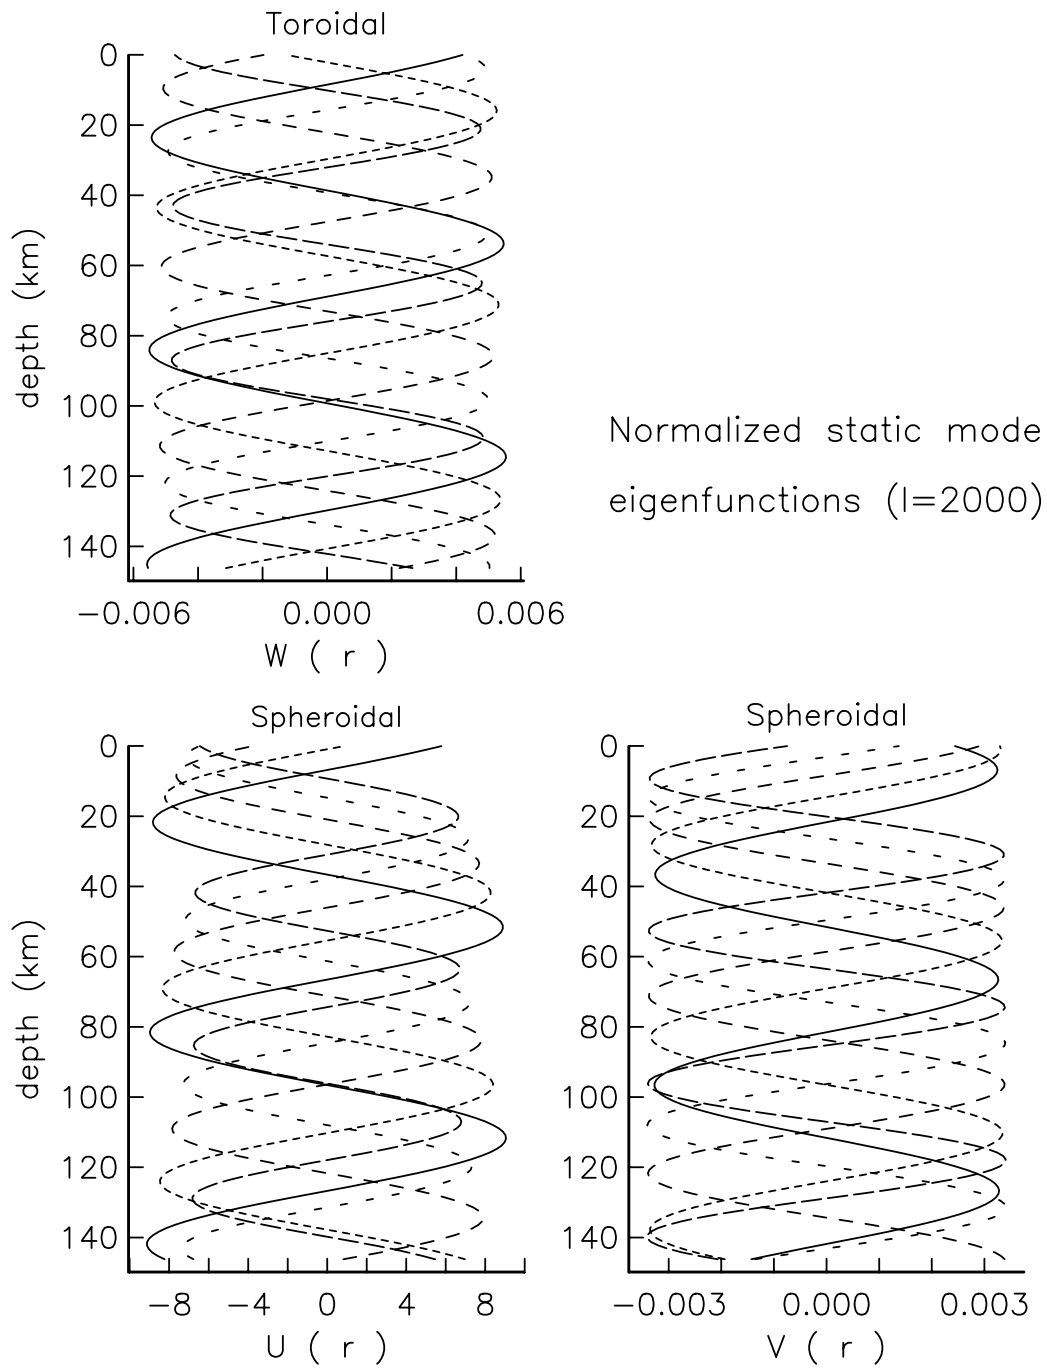 Toroidal
0
20
40
60
80
100
120
140
depth (km)
−0.006 0.000 0.006
W ( r )
Normalized static mode
eigenfunctions (l=2000)
Spheroidal
0
20
40
60
80
100
120
140
depth (km)
−8 −4 0 4 8
U ( r )
Spheroidal
0
20
40
60
80
100
120
140
−0.003 0.000 0.003
V ( r )